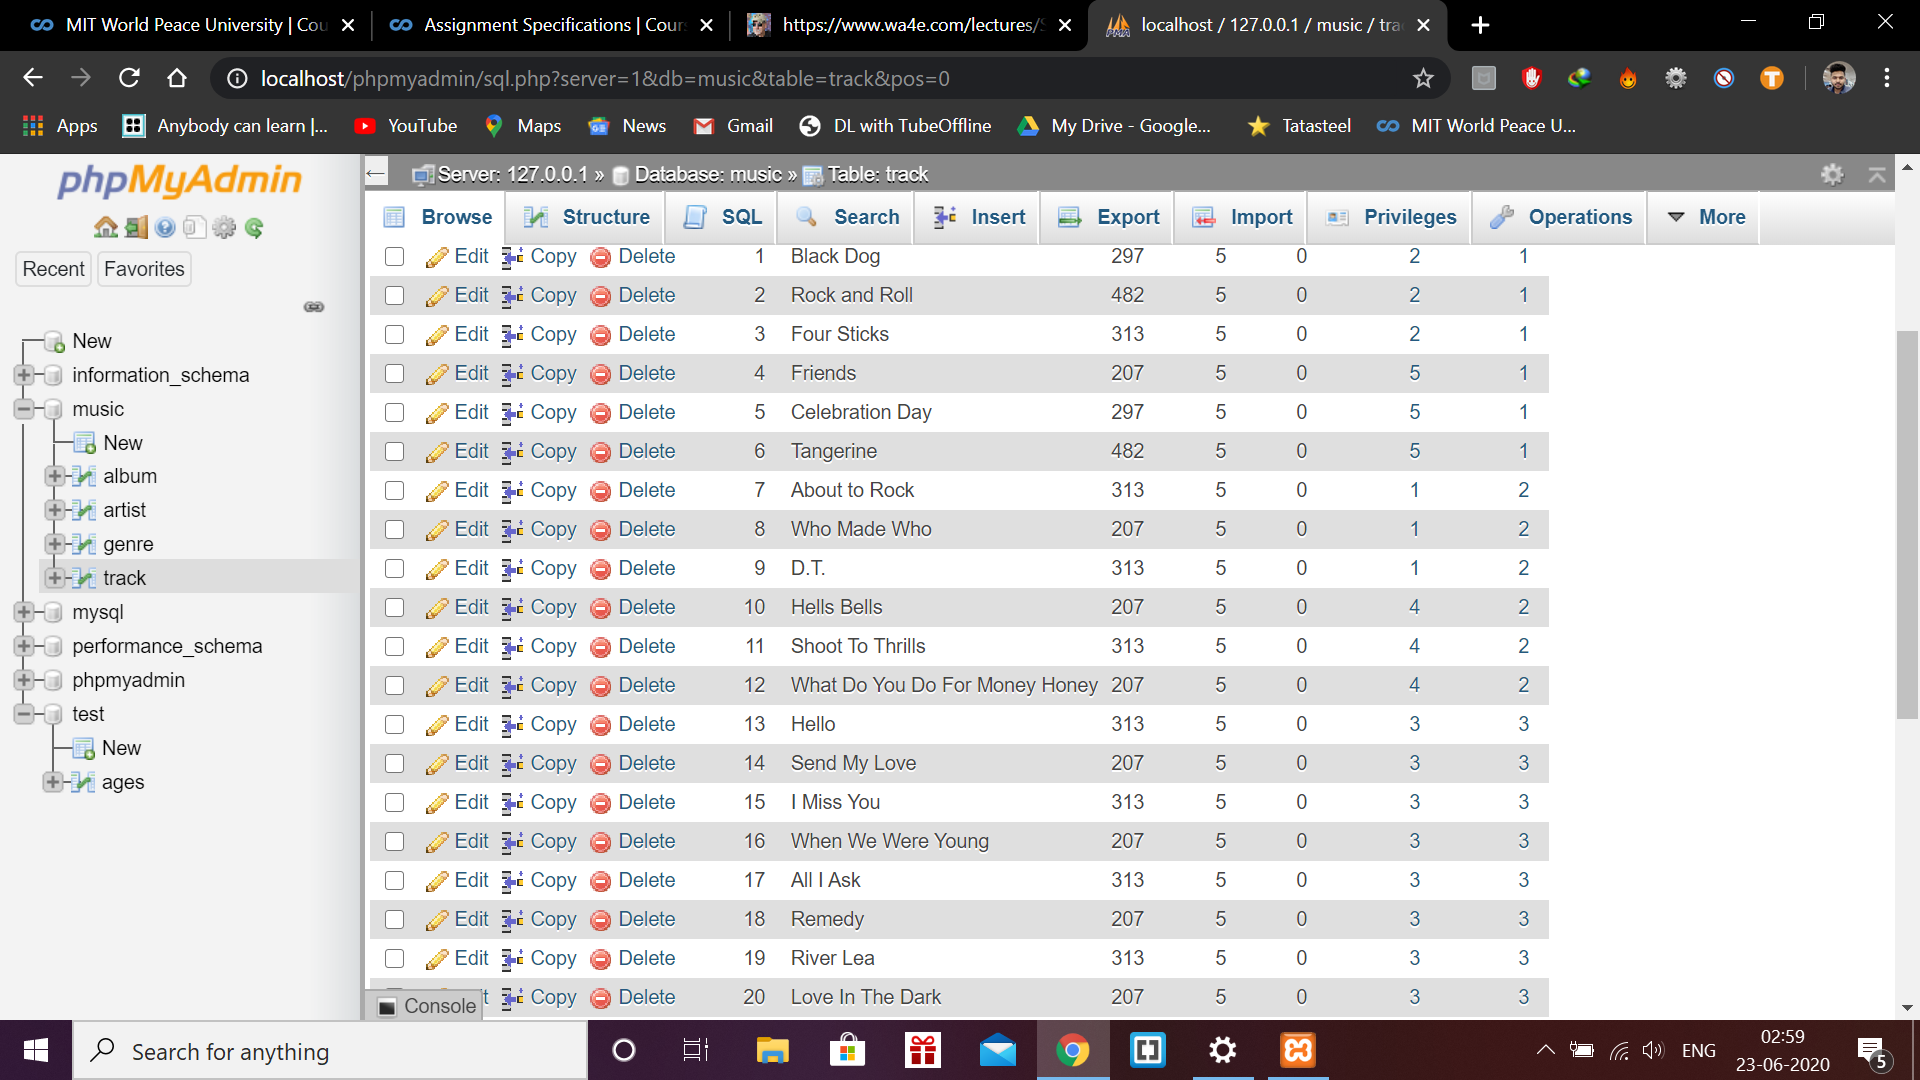 MIT World Peace University | Cou
Assignment Specifications | Cours
https://www.wa4e.com/lectures/S
localhost / 127.0.0.1 / music / trac
localhost/phpmyadmin/sql.php?server=1&db=music&table=track&pos=0
Apps
Anybody can learn |...
YouTube
Maps
News
Gmail
DL with TubeOffline
My Drive - Google...
Tatasteel
MIT World Peace U...
phpMyAdmin
Recent
Favorites
New
information_schema
music
New
album
artist
genre
track
mysql
performance_schema
phpmyadmin
test
New
ages
Server: 127.0.0.1 » Database: music » Table: track
Browse Structure SQL Search Insert Export Import Privileges Operations More
Edit Copy Delete 1 Black Dog 297 5 0 2 1
Edit Copy Delete 2 Rock and Roll 482 5 0 2 1
Edit Copy Delete 3 Four Sticks 313 5 0 2 1
Edit Copy Delete 4 Friends 207 5 0 5 1
Edit Copy Delete 5 Celebration Day 297 5 0 5 1
Edit Copy Delete 6 Tangerine 482 5 0 5 1
Edit Copy Delete 7 About to Rock 313 5 0 1 2
Edit Copy Delete 8 Who Made Who 207 5 0 1 2
Edit Copy Delete 9 D.T. 313 5 0 1 2
Edit Copy Delete 10 Hells Bells 207 5 0 4 2
Edit Copy Delete 11 Shoot To Thrills 313 5 0 4 2
Edit Copy Delete 12 What Do You Do For Money Honey 207 5 0 4 2
Edit Copy Delete 13 Hello 313 5 0 3 3
Edit Copy Delete 14 Send My Love 207 5 0 3 3
Edit Copy Delete 15 I Miss You 313 5 0 3 3
Edit Copy Delete 16 When We Were Young 207 5 0 3 3
Edit Copy Delete 17 All I Ask 313 5 0 3 3
Edit Copy Delete 18 Remedy 207 5 0 3 3
Edit Copy Delete 19 River Lea 313 5 0 3 3
Copy Delete 20 Love In The Dark 207 5 0 3 3
Console
Search for anything
ENG
02:59
23-06-2020
5